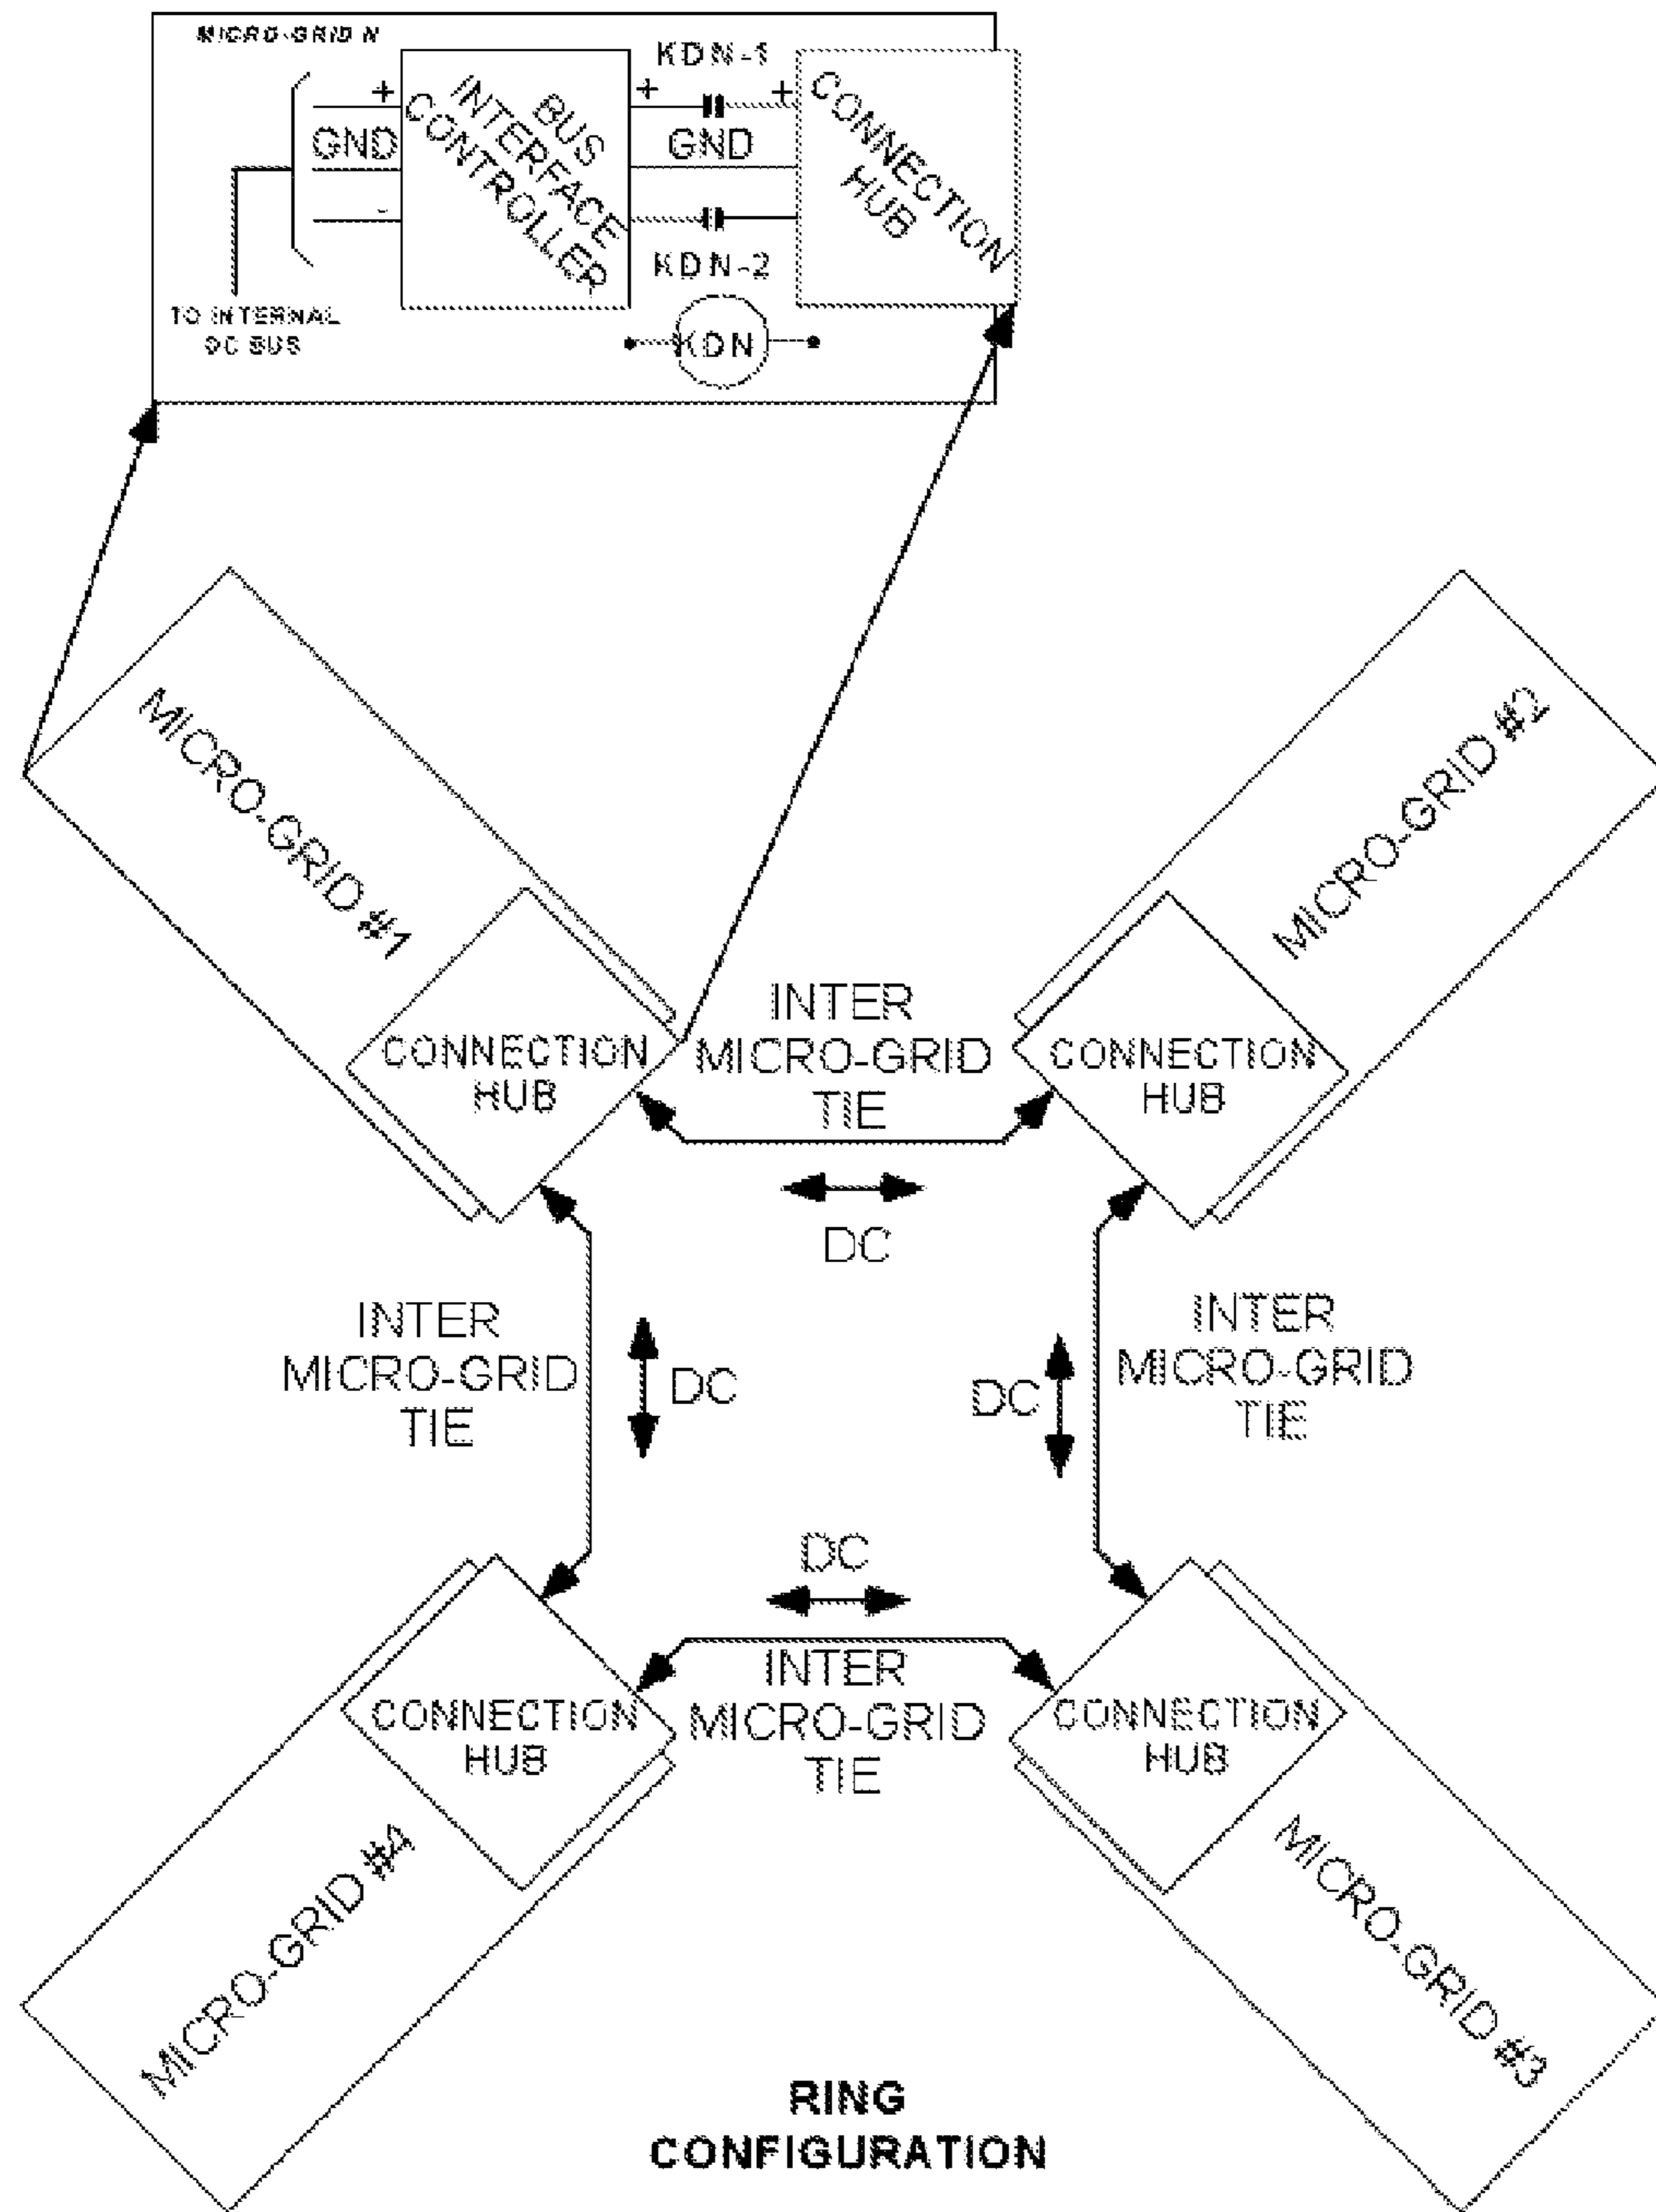 MICRO-GRID N
KDN-1
+
+
+
BUS
INTERFACE
CONTROLLER
CONNECTION
HUB
GND
GND
-
KDN-2
TO INTERNAL
DC BUS
KDN
MICRO-GRID #1
MICRO-GRID #2
CONNECTION
HUB
INTER
MICRO-GRID
TIE
CONNECTION
HUB
DC
INTER
MICRO-GRID
TIE
DC
DC
INTER
MICRO-GRID
TIE
DC
CONNECTION
HUB
INTER
MICRO-GRID
TIE
CONNECTION
HUB
MICRO-GRID #4
MICRO-GRID #3
RING
CONFIGURATION